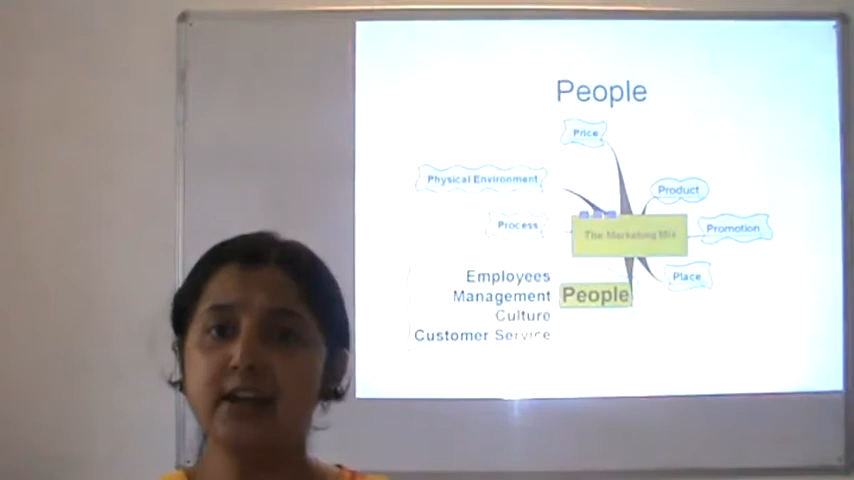 People
Price
Physical Environment
Product
Process
The Marketing Mix
Promotion
Place
Employees
Management
People
Culture
Customer Service